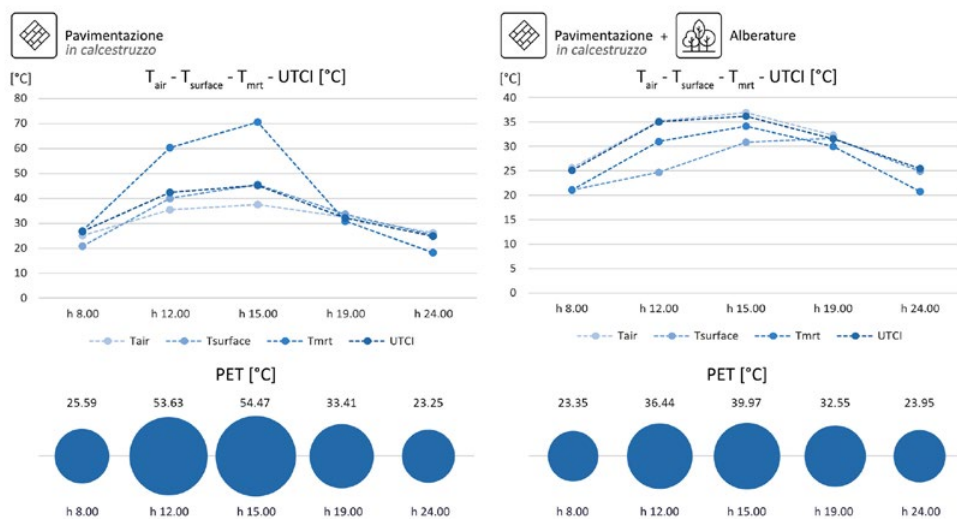 Pavimentazione
in calcestruzzo
[°C]
Tair - Tsurface - Tmrt - UTCI [°C]
80
70
60
50
40
30
20
10
0
h 8.00 h 12.00 h 15.00 h 19.00 h 24.00
Tair Tsurface Tmrt UTCI
PET [°C]
25.59 53.63 54.47 33.41 23.25
h 8.00 h 12.00 h 15.00 h 19.00 h 24.00
Pavimentazione + Alberature
in calcestruzzo
[°C]
Tair - Tsurface - Tmrt - UTCI [°C]
40
35
30
25
20
15
10
5
0
h 8.00 h 12.00 h 15.00 h 19.00 h 24.00
Tair Tsurface Tmrt UTCI
PET [°C]
23.35 36.44 39.97 32.55 23.95
h 8.00 h 12.00 h 15.00 h 19.00 h 24.00